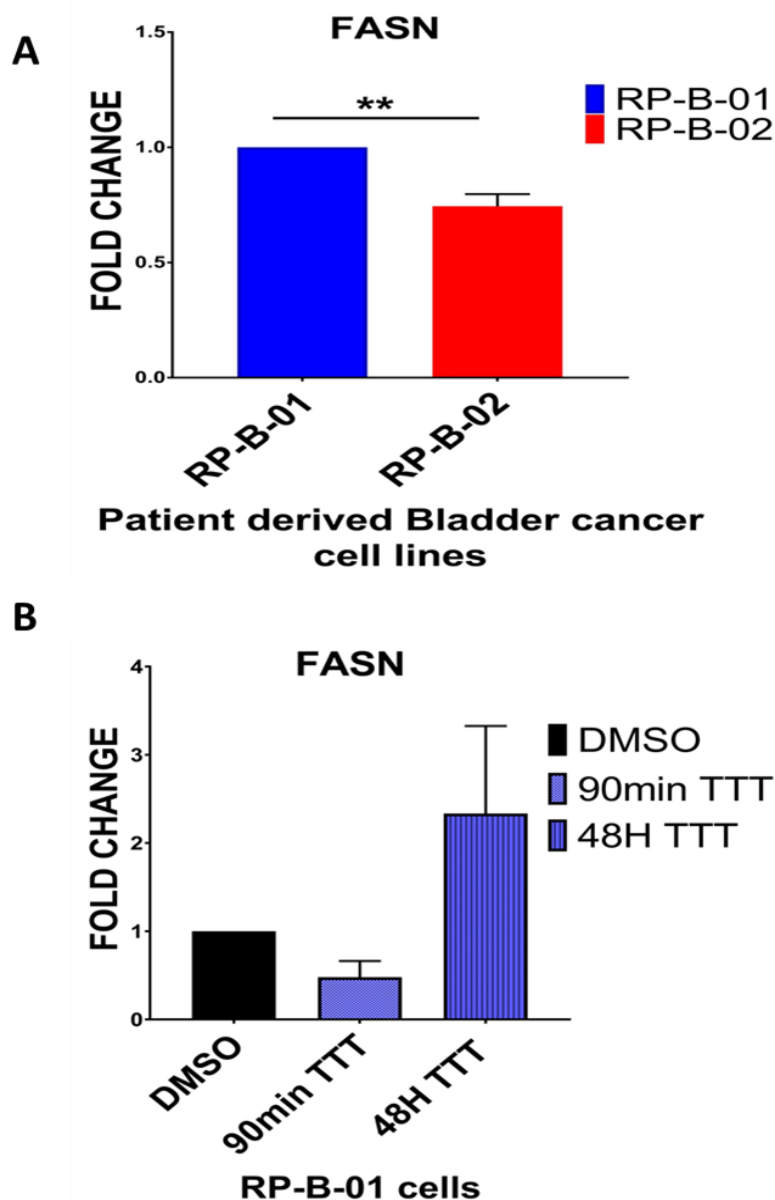 A
FASN
1.5
1.0
0.5
0.0
FOLD CHANGE
**
RP-B-01
RP-B-02
RP-B-01
RP-B-02
Patient derived Bladder cancer
cell lines
B
FASN
4
3
2
1
0
FOLD CHANGE
DMSO
90min TTT
48H TTT
DMSO
90min TTT
48H TTT
RP-B-01 cells